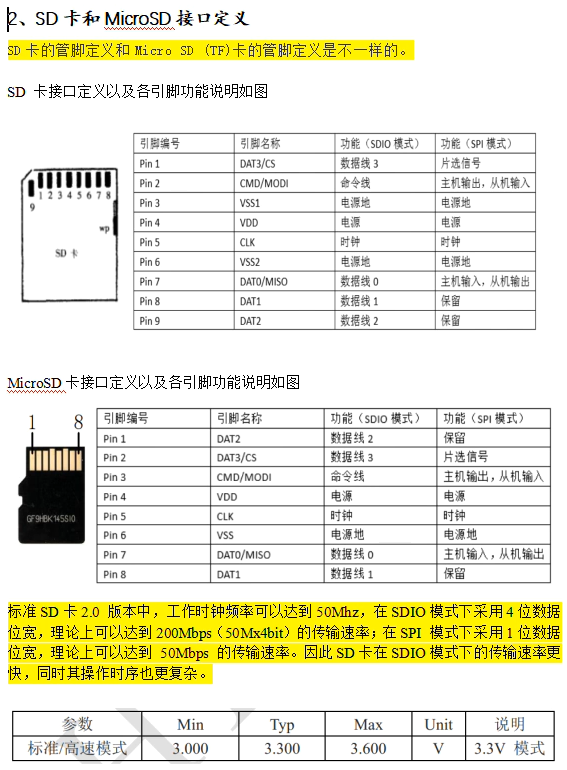 2、SD 卡和 MicroSD 接口定义
SD 卡的管脚定义和 Micro SD (TF)卡的管脚定义是不一样的。
SD 卡接口定义以及各引脚功能说明如图
1 2 3 4 5 6 7 8
9
wp
SD 卡
引脚编号 引脚名称 功能（SDIO 模式） 功能（SPI 模式）
Pin 1 DAT3/CS 数据线 3 片选信号
Pin 2 CMD/MODI 命令线 主机输出，从机输入
Pin 3 VSS1 电源地 电源地
Pin 4 VDD 电源 电源
Pin 5 CLK 时钟 时钟
Pin 6 VSS2 电源地 电源地
Pin 7 DAT0/MISO 数据线 0 主机输入，从机输出
Pin 8 DAT1 数据线 1 保留
Pin 9 DAT2 数据线 2 保留
MicroSD 卡接口定义以及各引脚功能说明如图
1 8
GF9HBK145SI0
引脚编号 引脚名称 功能（SDIO 模式） 功能（SPI 模式）
Pin 1 DAT2 数据线 2 保留
Pin 2 DAT3/CS 数据线 3 片选信号
Pin 3 CMD/MODI 命令线 主机输出，从机输入
Pin 4 VDD 电源 电源
Pin 5 CLK 时钟 时钟
Pin 6 VSS 电源地 电源地
Pin 7 DAT0/MISO 数据线 0 主机输入，从机输出
Pin 8 DAT1 数据线 1 保留
标准 SD 卡 2.0 版本中，工作时钟频率可以达到 50Mhz，在 SDIO 模式下采用 4 位数据
位宽，理论上可以达到 200Mbps（50Mx4bit）的传输速率；在 SPI 模式下采用 1 位数据
位宽，理论上可以达到 50Mbps 的传输速率。因此 SD 卡在 SDIO 模式下的传输速率更
快，同时其操作时序也更复杂。
参数 Min Typ Max Unit 说明
标准/高速模式 3.000 3.300 3.600 V 3.3V 模式